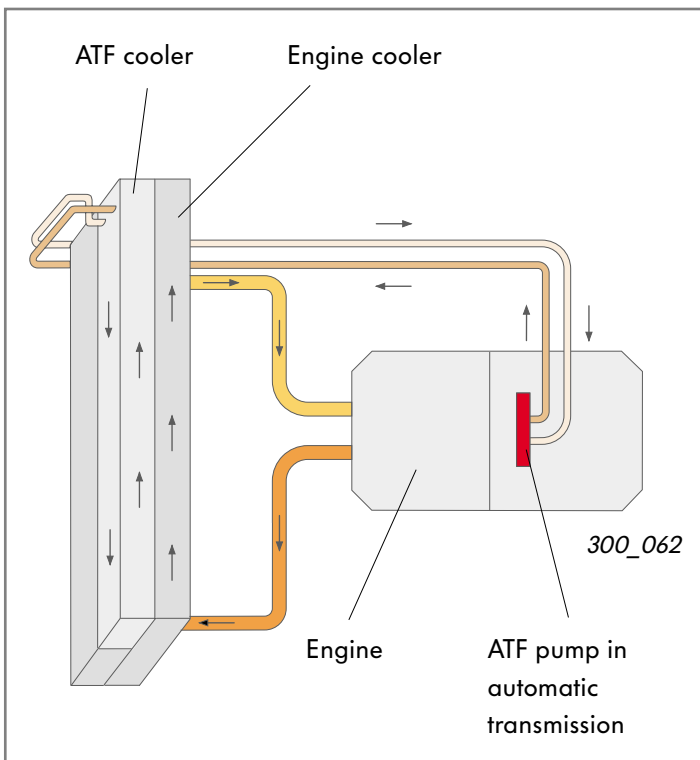 ATF cooler
Engine cooler
300_062
Engine
ATF pump in
automatic
transmission